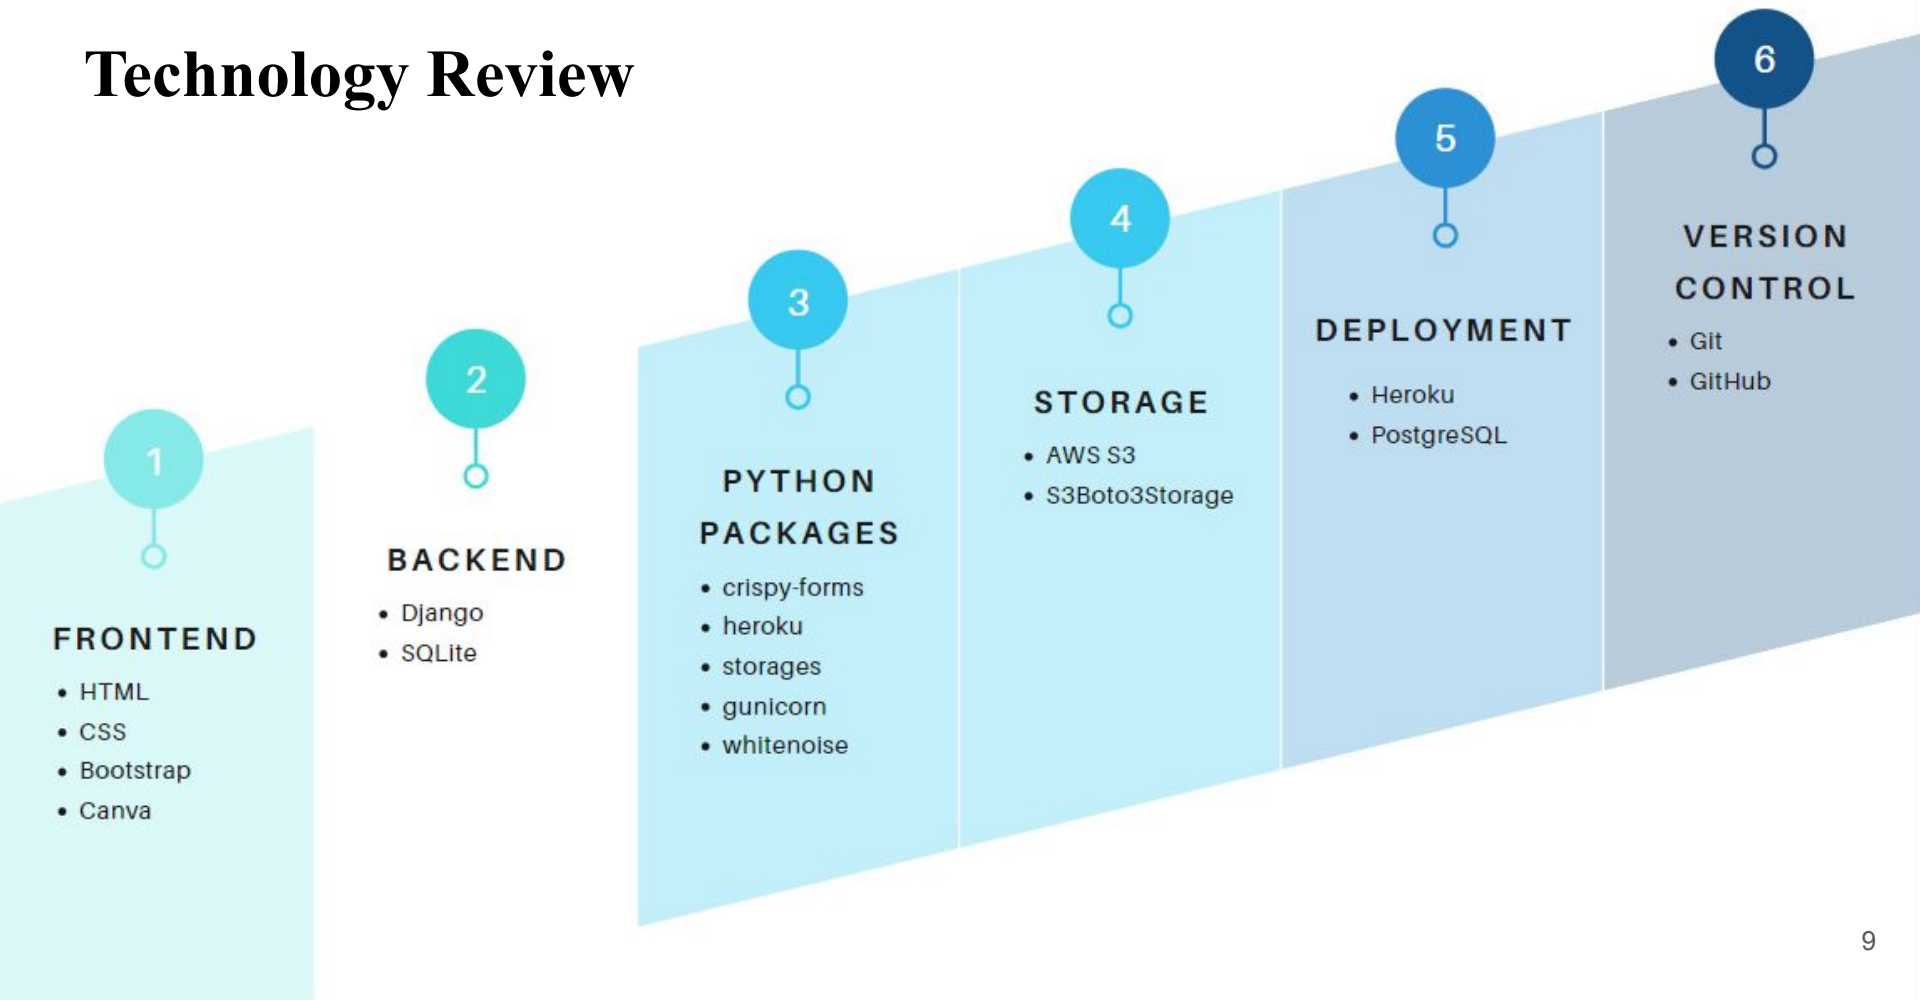 Technology Review
1
FRONTEND
• HTML
• CSS
• Bootstrap
• Canva
2
BACKEND
• Django
• SQLite
3
PYTHON
PACKAGES
• crispy-forms
• heroku
• storages
• gunicorn
• whitenoise
4
STORAGE
• AWS S3
• S3Boto3Storage
5
DEPLOYMENT
• Heroku
• PostgreSQL
6
VERSION
CONTROL
• Git
• GitHub
9